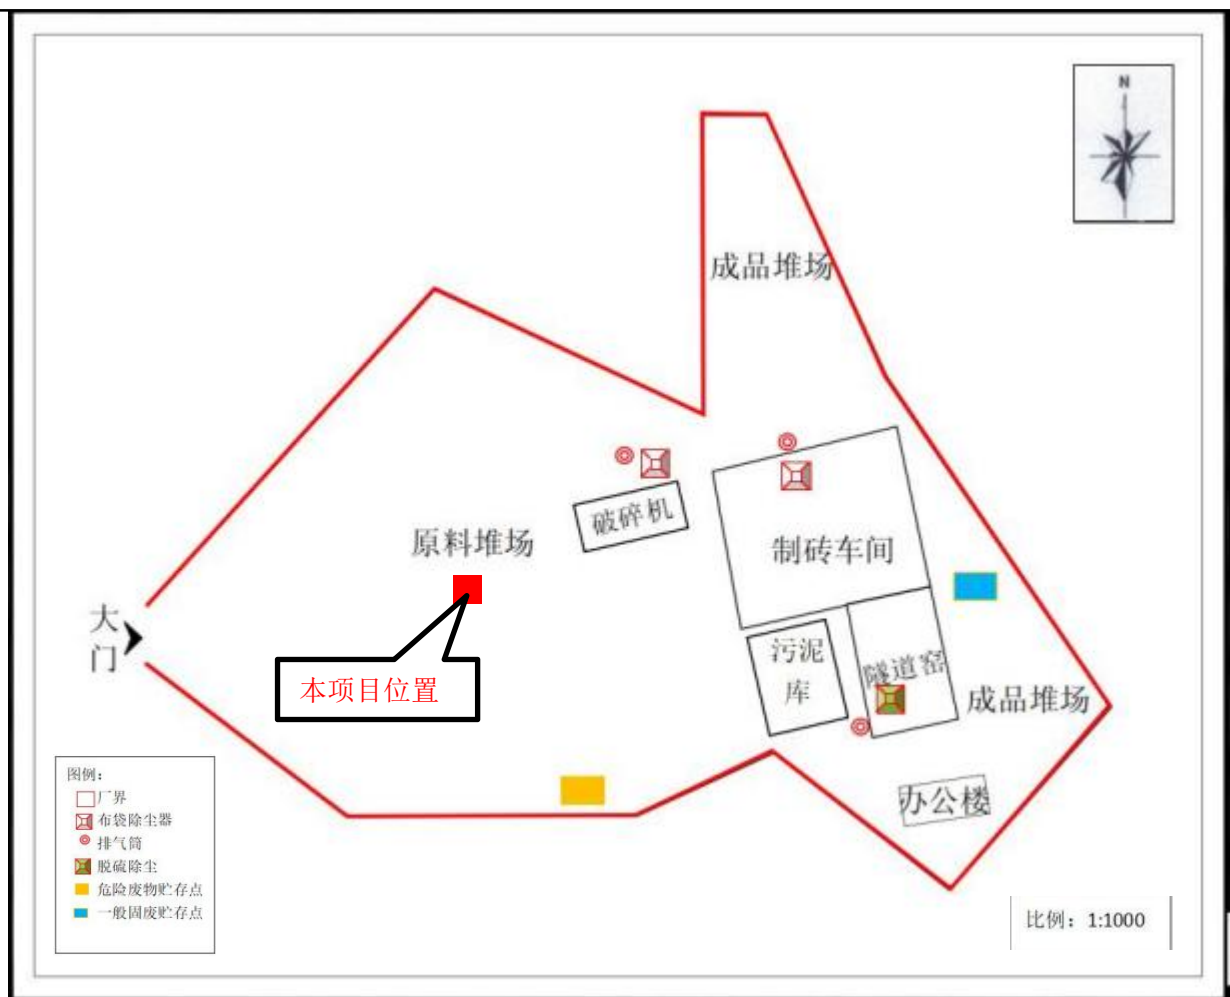 N
成品堆场
破碎机
原料堆场
制砖车间
大
门
污泥
库
隧道窑
本项目位置
成品堆场
办公楼
图例：
厂界
布袋除尘器
排气筒
脱硫除尘
危险废物贮存点
一般固废贮存点
比例：1:1000